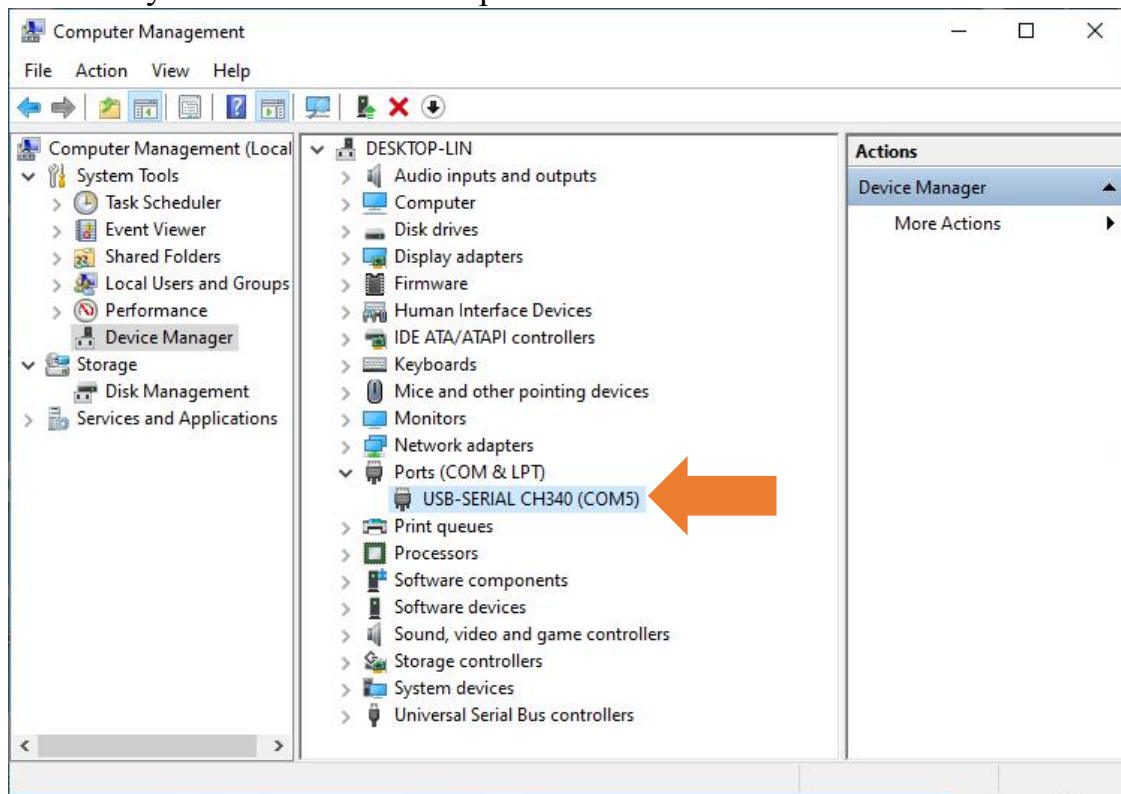 Computer Management
File Action View Help
Computer Management (Local
System Tools
Task Scheduler
Event Viewer
Shared Folders
Local Users and Groups
Performance
Device Manager
Storage
Disk Management
Services and Applications
DESKTOP-LIN
Audio inputs and outputs
Computer
Disk drives
Display adapters
Firmware
Human Interface Devices
IDE ATA/ATAPI controllers
Keyboards
Mice and other pointing devices
Monitors
Network adapters
Ports (COM & LPT)
USB-SERIAL CH340 (COM5)
Print queues
Processors
Software components
Software devices
Sound, video and game controllers
Storage controllers
System devices
Universal Serial Bus controllers
Actions
Device Manager
More Actions